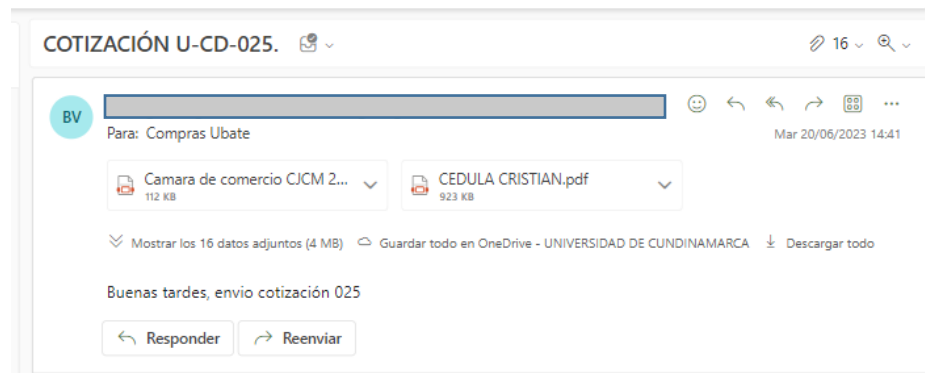 COTIZACIÓN U-CD-025.
16
BV
Para: Compras Ubate
Mar 20/06/2023 14:41
Camara de comercio CJCM 2...
112 KB
CEDULA CRISTIAN.pdf
923 KB
Mostrar los 16 datos adjuntos (4 MB) Guardar todo en OneDrive - UNIVERSIDAD DE CUNDINAMARCA Descargar todo
Buenas tardes, envio cotización 025
Responder Reenviar